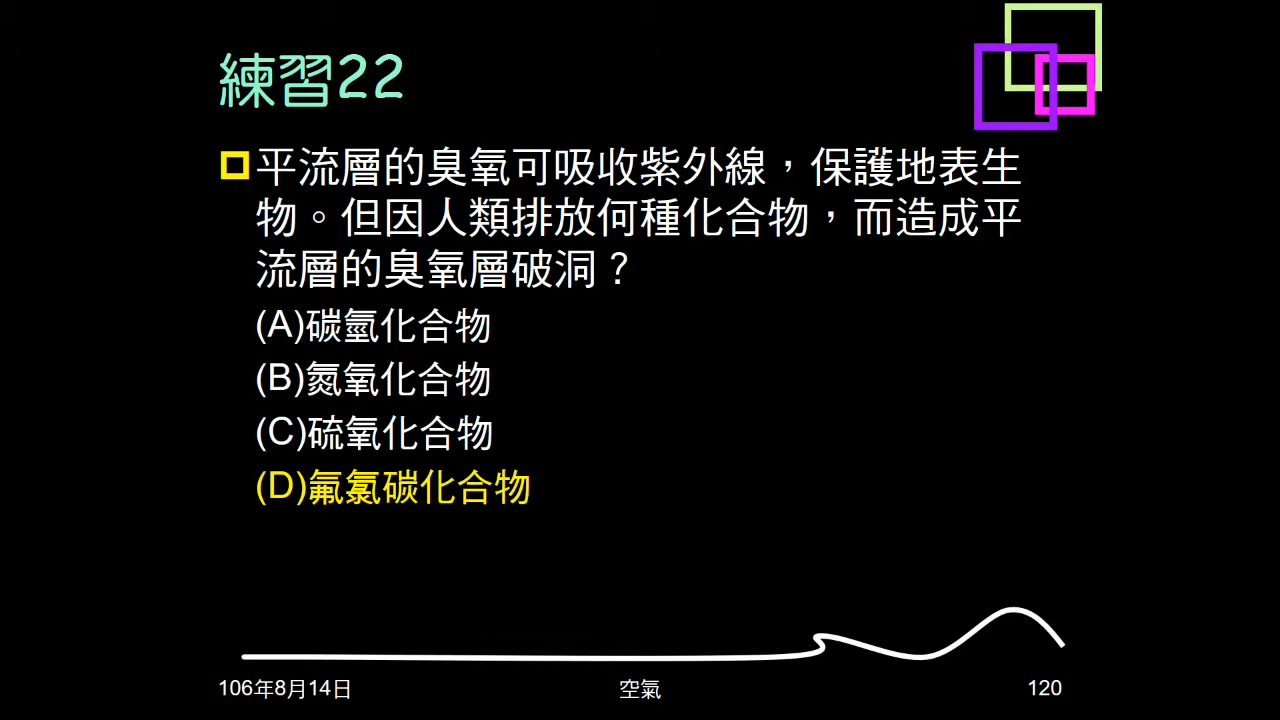 練習22
平流層的臭氧可吸收紫外線，保護地表生
物。但因人類排放何種化合物，而造成平
流層的臭氧層破洞？
(A)碳氫化合物
(B)氮氧化合物
(C)硫氧化合物
(D)氟氯碳化合物
106年8月14日
空氣
120